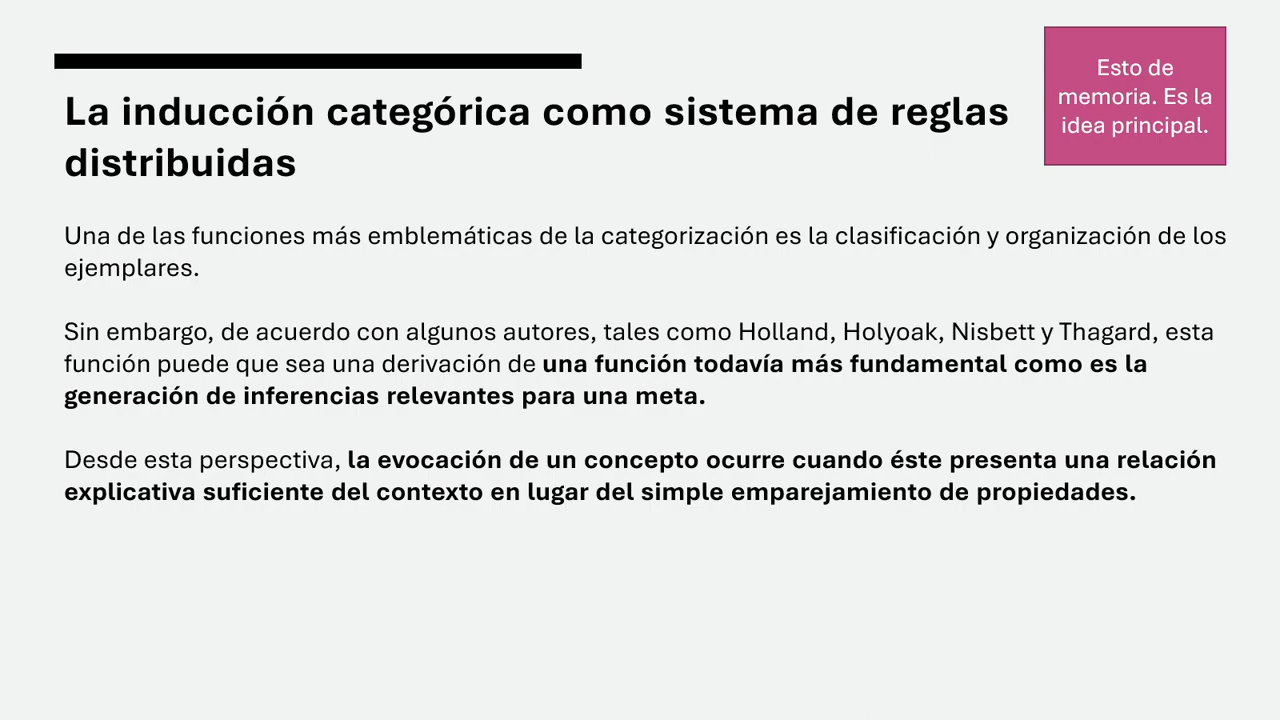 La inducción categórica como sistema de reglas
distribuidas
Esto de
memoria. Es la
idea principal.
Una de las funciones más emblemáticas de la categorización es la clasificación y organización de los
ejemplares.
Sin embargo, de acuerdo con algunos autores, tales como Holland, Holyoak, Nisbett y Thagard, esta
función puede que sea una derivación de una función todavía más fundamental como es la
generación de inferencias relevantes para una meta.
Desde esta perspectiva, la evocación de un concepto ocurre cuando éste presenta una relación
explicativa suficiente del contexto en lugar del simple emparejamiento de propiedades.